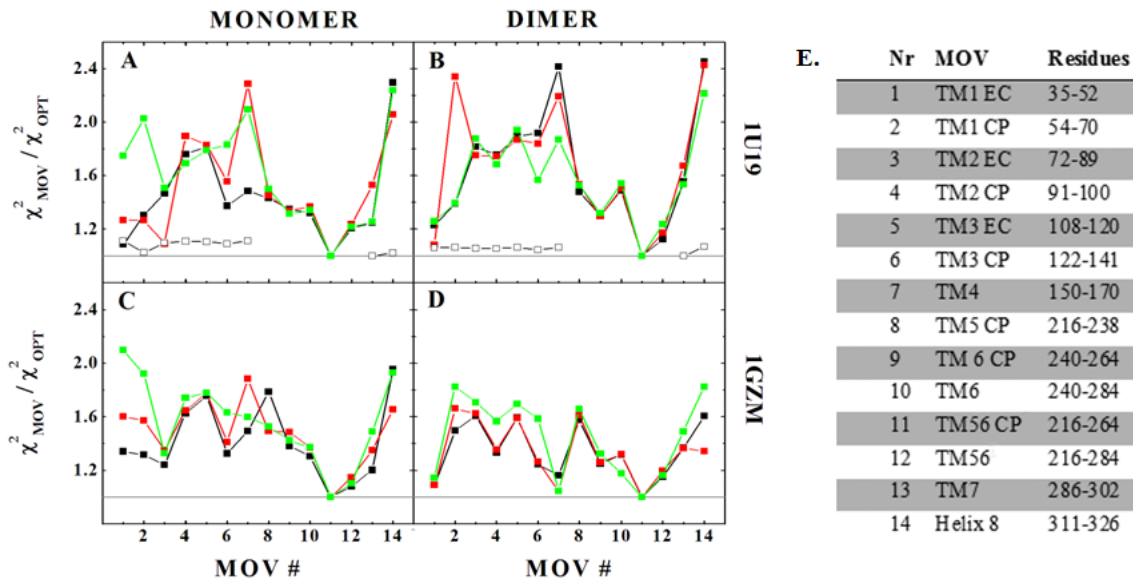 MONOMER DIMER
A B
2.4
2.0
1.6
1.2
χ²MOV / χ²OPT
1U19
C D
2.4
2.0
1.6
1.2
χ²MOV / χ²OPT
1GZM
2 4 6 8 10 12 14 2 4 6 8 10 12 14
MOV # MOV #
E.
Nr MOV Residues
1 TM1 EC 35-52
2 TM1 CP 54-70
3 TM2 EC 72-89
4 TM2 CP 91-100
5 TM3 EC 108-120
6 TM3 CP 122-141
7 TM4 150-170
8 TM5 CP 216-238
9 TM 6 CP 240-264
10 TM6 240-284
11 TM56 CP 216-264
12 TM56 216-284
13 TM7 286-302
14 Helix 8 311-326